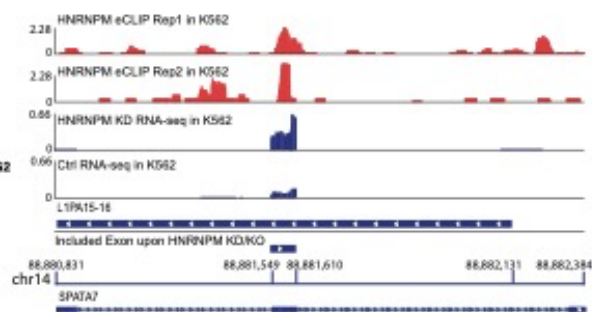 HNRNPM eCLIP Rep1 in K562
2.28
0
HNRNPM eCLIP Rep2 in K562
2.28
0
HNRNPM KD RNA-seq in K562
0.66
0
Ctrl RNA-seq in K562
0.66
0
L1PA15-16
Included Exon upon HNRNPM KD/KO
88,880,831 88,881,549 88,881,610 88,882,131 88,882,384
chr14
SPATA7